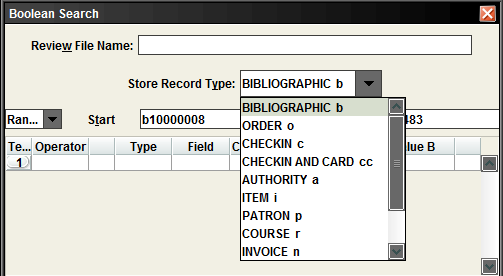 Boolean Search
Review File Name:
Store Record Type: BIBLIOGRAPHIC b
BIBLIOGRAPHIC b
ORDER o
CHECKIN c
CHECKIN AND CARD cc
AUTHORITY a
ITEM i
PATRON p
COURSE r
INVOICE n
Ran... Start b10000008 483
Te... Operator Type Field C alue B
1